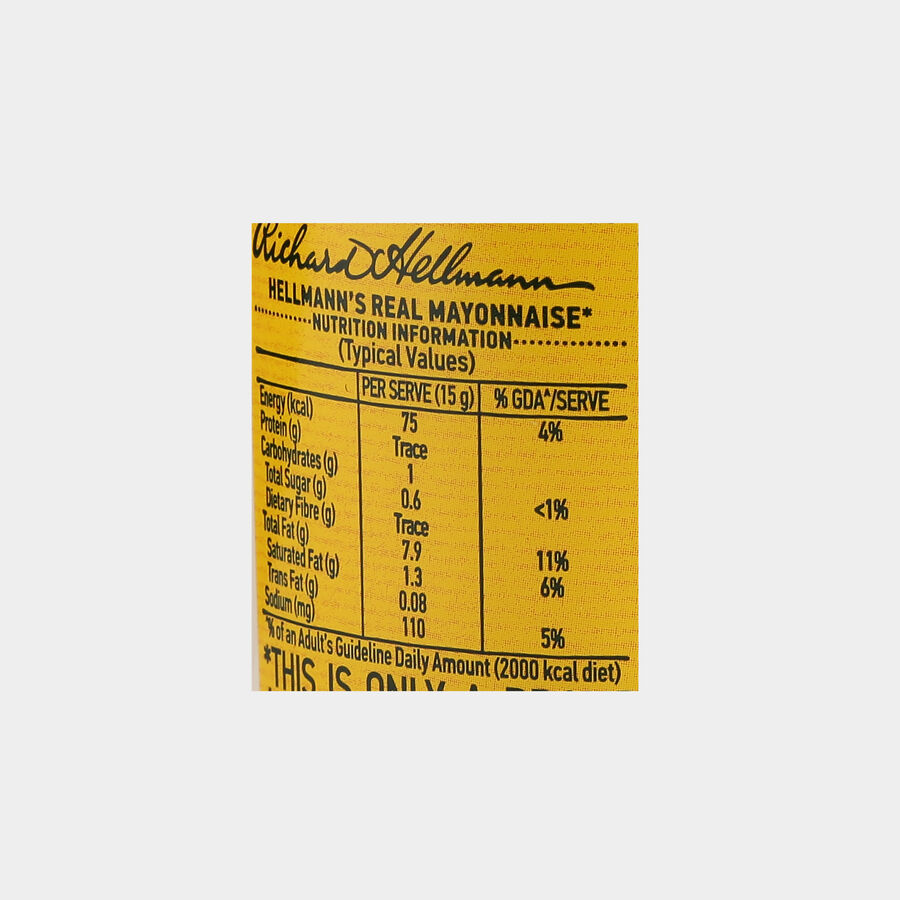 Richard Hellmann
HELLMANN'S REAL MAYONNAISE*
NUTRITION INFORMATION
(Typical Values)
PER SERVE (15 g) % GDA^/SERVE
Energy (kcal) 75 4%
Protein (g) Trace
Carbohydrates (g) 1
Total Sugar (g) 0.6 <1%
Dietary Fibre (g) Trace
Total Fat (g) 7.9 11%
Saturated Fat (g) 1.3 6%
Trans Fat (g) 0.08
Sodium (mg) 110 5%
^% of an Adult's Guideline Daily Amount (2000 kcal diet)
*THIS IS ONLY A